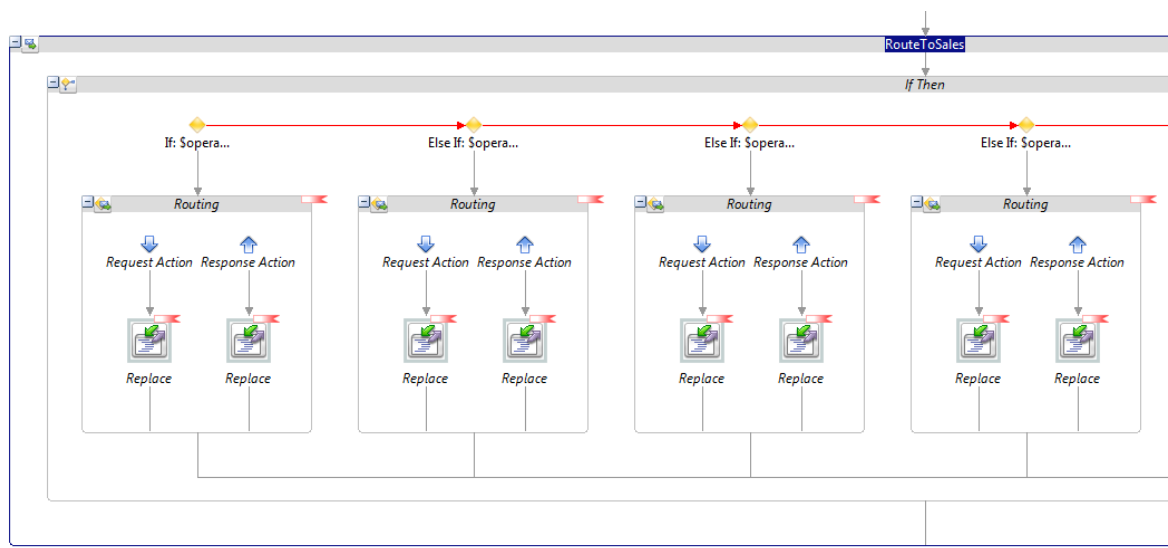 RouteToSales
If Then
If: $opera...
Else If: $opera...
Else If: $opera...
Else If: $opera...
Routing
Routing
Routing
Routing
Request Action Response Action
Request Action Response Action
Request Action Response Action
Request Action Response Action
Replace Replace
Replace Replace
Replace Replace
Replace Replace